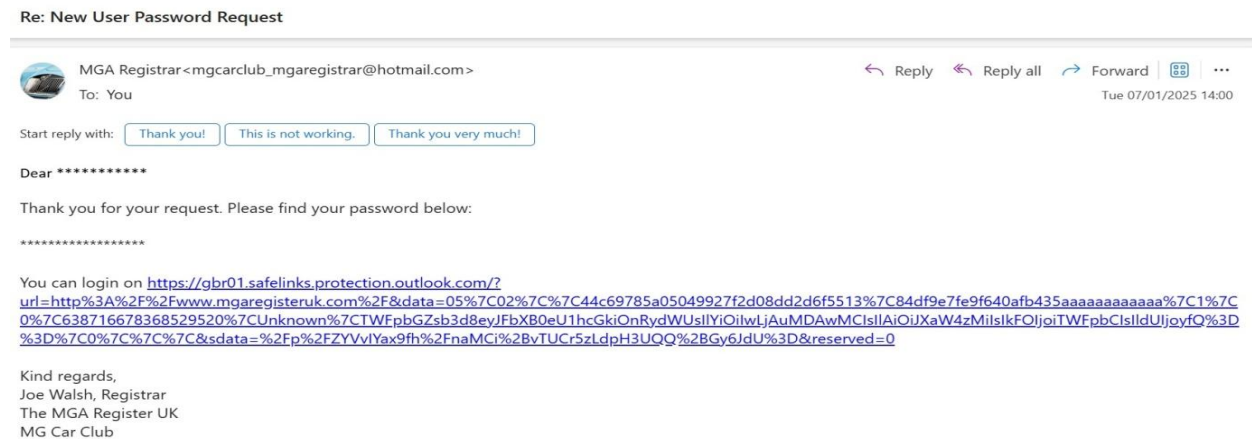 Re: New User Password Request
MGA Registrar<mgcarclub_mgaregistrar@hotmail.com>
Reply Reply all Forward
To: You
Tue 07/01/2025 14:00
Start reply with: Thank you! This is not working. Thank you very much!
Dear ***********
Thank you for your request. Please find your password below:
******************
You can login on https://gbr01.safelinks.protection.outlook.com/?
url=http%3A%2F%2Fwww.mgaregisteruk.com%2F&data=05%7C02%7C%7C44c69785a05049927f2d08dd2d6f5513%7C84df9e7fe9f640afb435aaaaaaaaaaaa%7C1%7C
0%7C638716678368529520%7CUnknown%7CTWFpbGZsb3d8eyJFbXB0eU1hcGkiOnRydWUsIlYiOiIwLjAuMDAwMCIsIlAiOiJXaW4zMiIsIkFOIjoiTWFpbCIsIldUIjoyfQ%3D
%3D%7C0%7C%7C%7C&sdata=%2Fp%2FZYVvIYax9fh%2FnaMCi%2BvTUCr5zLdpH3UQQ%2BGy6JdU%3D&reserved=0
Kind regards,
Joe Walsh, Registrar
The MGA Register UK
MG Car Club